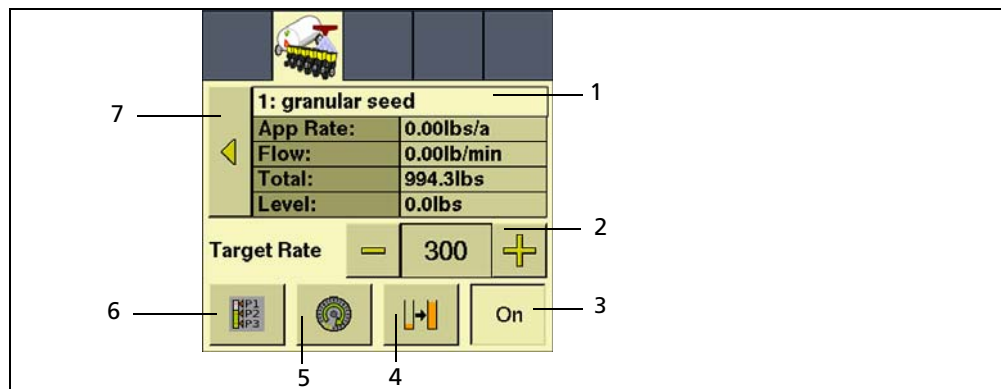 1: granular seed
App Rate: 0.00lbs/a
Flow: 0.00lb/min
Total: 994.3lbs
Level: 0.0lbs
Target Rate 300
P1
P2
P3
On
1
2
3
4
5
6
7